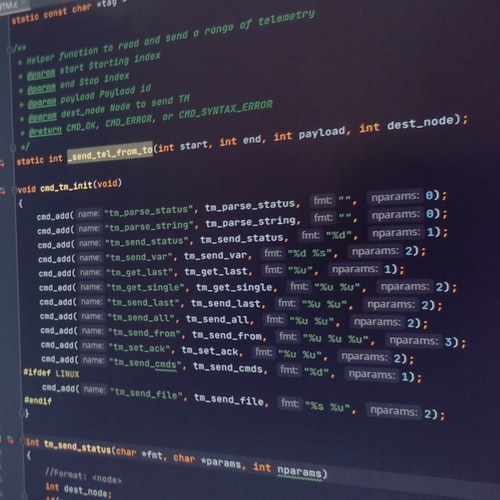 TM.c
static const char *tag
/**
* Helper function to read and send a range of telemetry
* @param start Starting index
* @param end Stop index
* @param payload Payload id
* @param dest_node Node to send TM
* @return CMD_OK, CMD_ERROR, or CMD_SYNTAX_ERROR
*/
static int _send_tel_from_to(int start, int end, int payload, int dest_node);
void cmd_tm_init(void)
{
cmd_add( name: "tm_parse_status", tm_parse_status, fmt: "", nparams: 0);
cmd_add( name: "tm_parse_string", tm_parse_string, fmt: "", nparams: 0);
cmd_add( name: "tm_send_status", tm_send_status, fmt: "%d", nparams: 1);
cmd_add( name: "tm_send_var", tm_send_var, fmt: "%d %s", nparams: 2);
cmd_add( name: "tm_get_last", tm_get_last, fmt: "%u", nparams: 1);
cmd_add( name: "tm_get_single", tm_get_single, fmt: "%u %u", nparams: 2);
cmd_add( name: "tm_send_last", tm_send_last, fmt: "%u %u", nparams: 2);
cmd_add( name: "tm_send_all", tm_send_all, fmt: "%u %u", nparams: 2);
cmd_add( name: "tm_send_from", tm_send_from, fmt: "%u %u %u", nparams: 3);
cmd_add( name: "tm_set_ack", tm_set_ack, fmt: "%u %u", nparams: 2);
cmd_add( name: "tm_send_cmds", tm_send_cmds, fmt: "%d", nparams: 1);
#ifdef LINUX
cmd_add( name: "tm_send_file", tm_send_file, fmt: "%s %u", nparams: 2);
#endif
}
int tm_send_status(char *fmt, char *params, int nparams)
{
//Format: <node>
int dest_node;